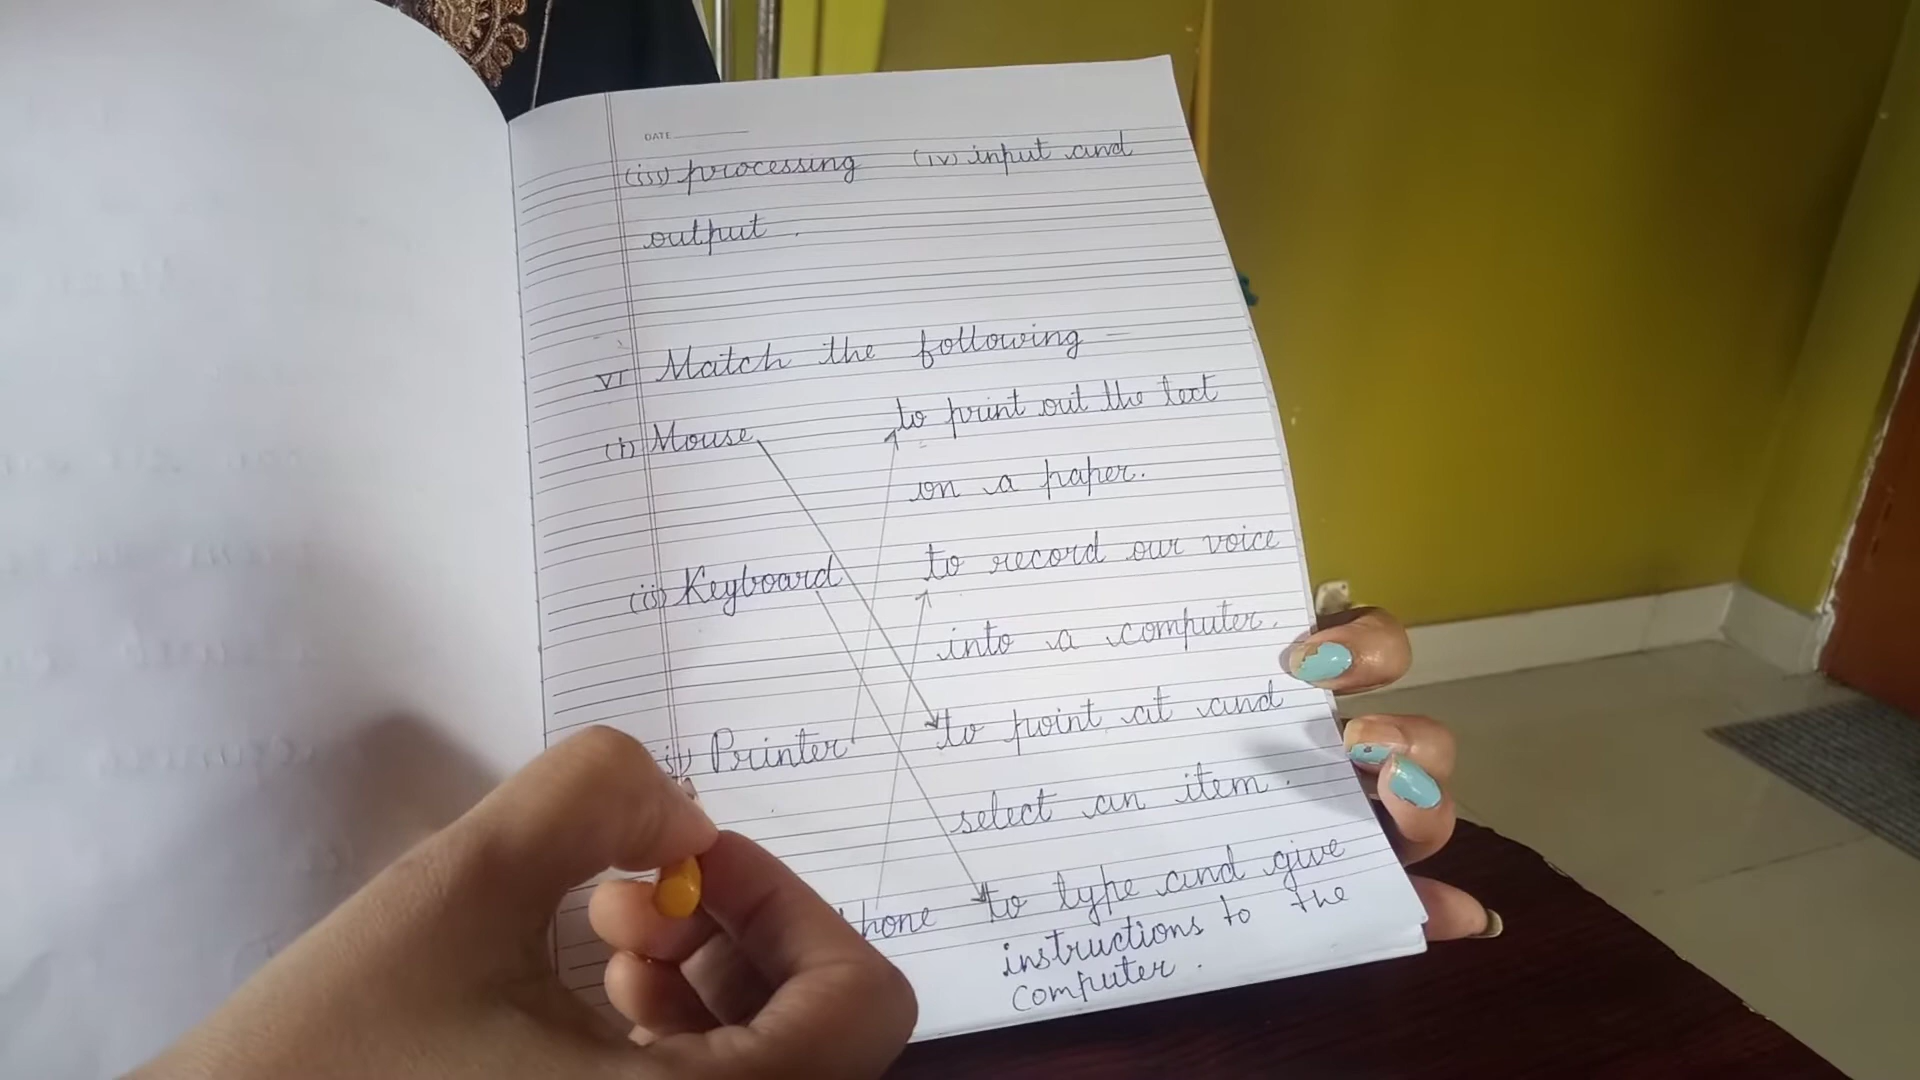 DATE
(iii) processing (iv) input and
output.
VI Match the following -
(i) Mouse to print out the text
on a paper.
(ii) Keyboard to record our voice
into a computer.
Printer to point at and
select an item.
phone to type and give
instructions to the
computer.